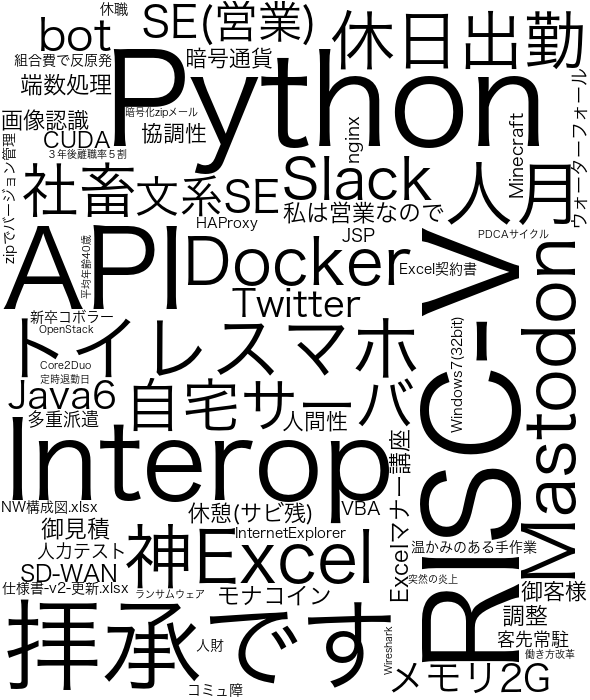 休職
SE(営業)
bot
休日出勤
組合費で反原発
暗号通貨
端数処理
Python
暗号化zipメール
画像認識
協調性
CUDA
nginx
Minecraft
ウォーターフォール
3年後離職率5割
zipでバージョン管理
社畜
文系SE
Slack
人月
私は営業なので
HAProxy
JSP
PDCAサイクル
API
平均年齢40歳
Docker
Excel契約書
RISC-V
Mastodon
Twitter
新卒コボラー
OpenStack
トイレスマホ
Windows7(32bit)
Core2Duo
定時退勤日
Java6
自宅サーバ
多重派遣
人間性
Interop
Excelマナー講座
NW構成図.xlsx
休憩(サビ残)
VBA
御見積
InternetExplorer
神Excel
人力テスト
温かみのある手作業
SD-WAN
突然の炎上
仕様書-v2-更新.xlsx
ランサムウェア
モナコイン
御客様
拝承です
調整
Wireshark
客先常駐
人財
働き方改革
メモリ2G
コミュ障